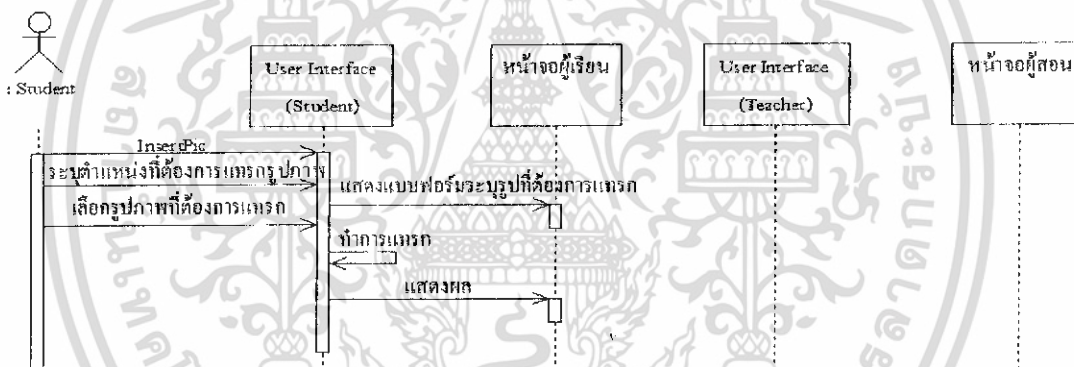 : Student
User Interface
(Student)
หน้าจอผู้เรียน
User Interface
(Teacher)
หน้าจอผู้สอน
InsertPic
ระบุตำแหน่งที่ต้องการแทรกรูปภาพ
แสดงแบบฟอร์มระบุรูปที่ต้องการแทรก
เลือกรูปภาพที่ต้องการแทรก
ทำการแทรก
แสดงผล